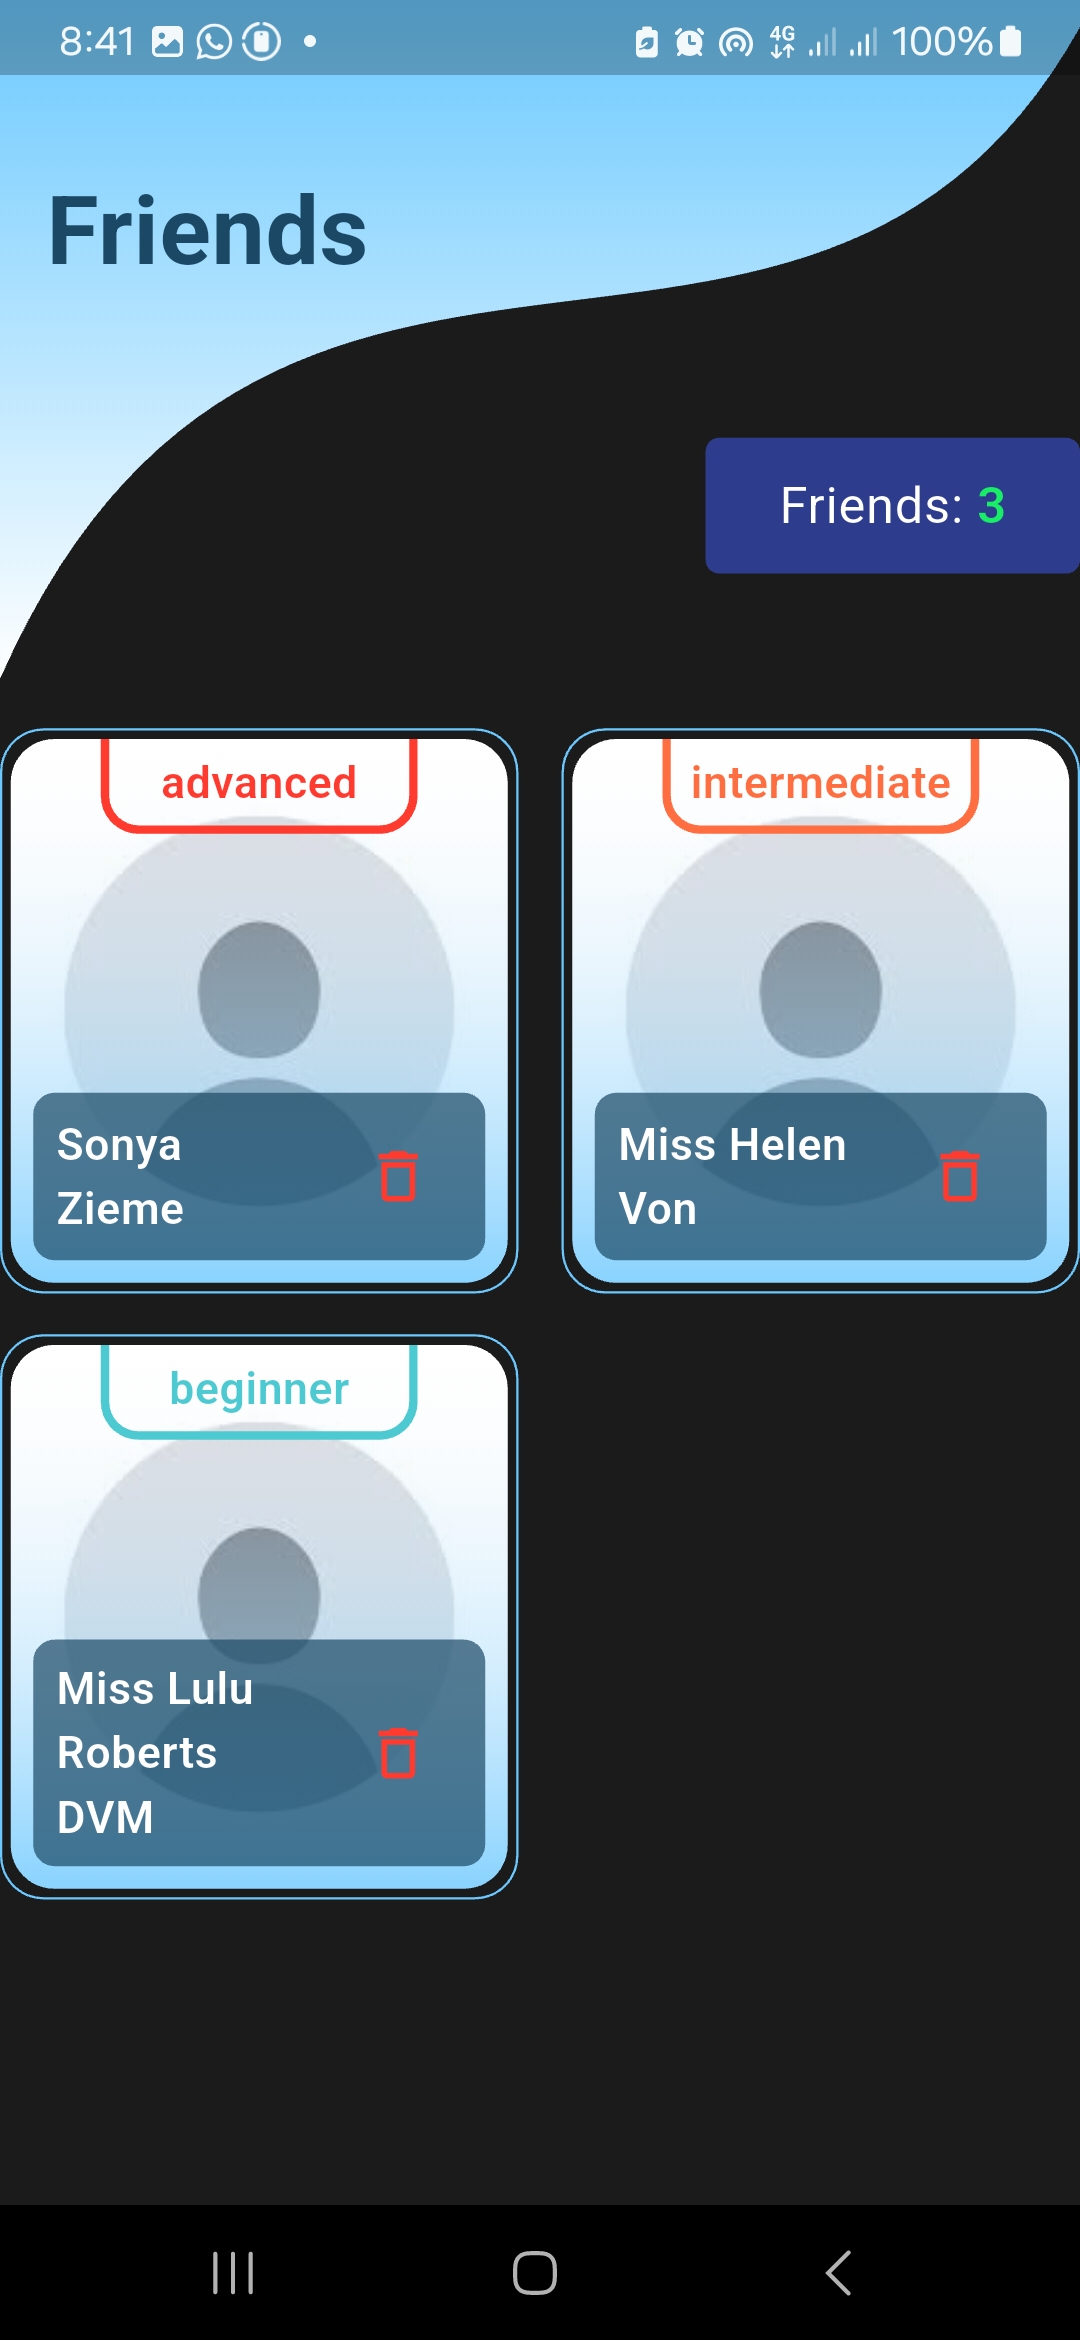 8:41
4G
100%
Friends
Friends: 3
advanced
Sonya
Zieme
intermediate
Miss Helen
Von
beginner
Miss Lulu
Roberts
DVM